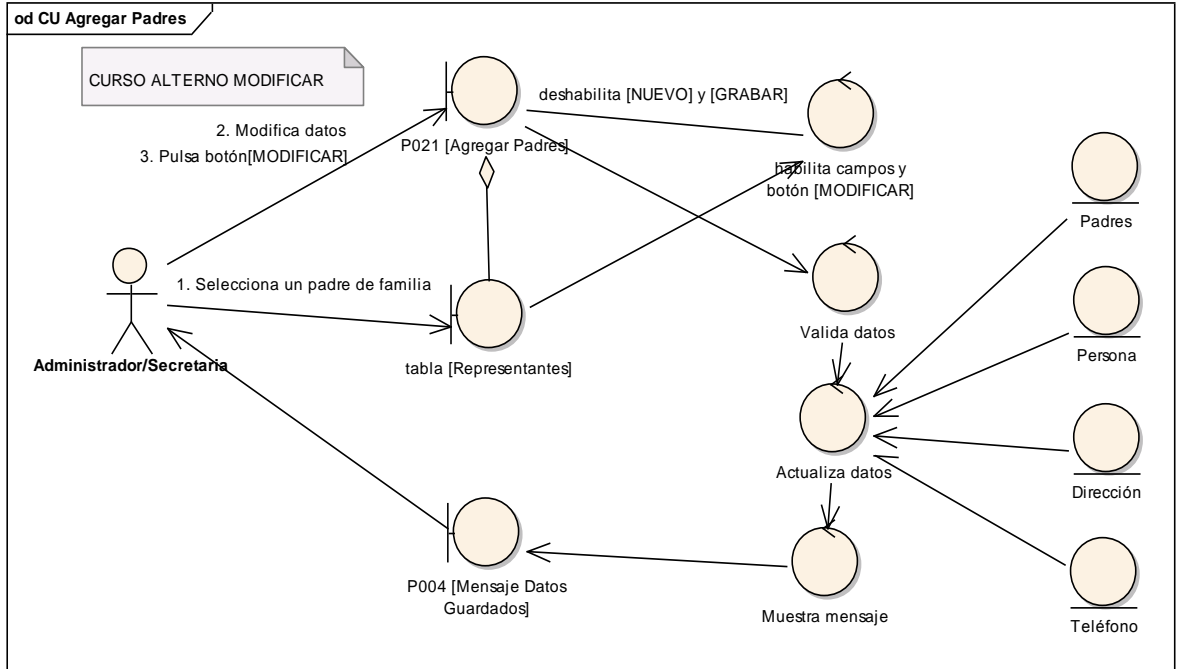 od CU Agregar Padres
CURSO ALTERNO MODIFICAR
2. Modifica datos
3. Pulsa botón[MODIFICAR]
P021 [Agregar Padres]
deshabilita [NUEVO] y [GRABAR]
habilita campos y
botón [MODIFICAR]
Padres
1. Selecciona un padre de familia
Administrador/Secretaria
tabla [Representantes]
Valida datos
Persona
Actualiza datos
Dirección
P004 [Mensaje Datos
Guardados]
Muestra mensaje
Teléfono